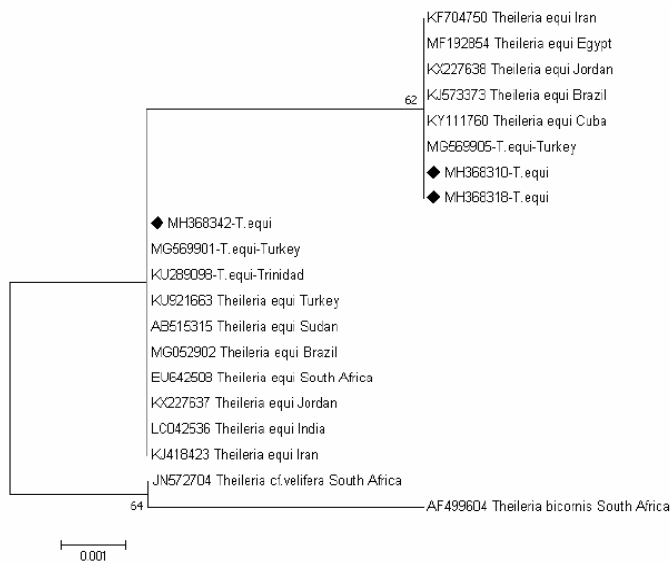 KF704750 Theileria equi Iran
MF192854 Theileria equi Egypt
KX227638 Theileria equi Jordan
KJ573373 Theileria equi Brazil
62
KY111760 Theileria equi Cuba
MG569905-T.equi-Turkey
MH368310-T.equi
MH368318-T.equi
MH368342-T.equi
MG569901-T.equi-Turkey
KU289098-T.equi-Trinidad
KU921663 Theileria equi Turkey
AB515315 Theileria equi Sudan
MG052902 Theileria equi Brazil
EU642508 Theileria equi South Africa
KX227637 Theileria equi Jordan
LC042536 Theileria equi India
KJ418423 Theileria equi Iran
JN572704 Theileria cf.velifera South Africa
64
AF499604 Theileria bicornis South Africa
0.001